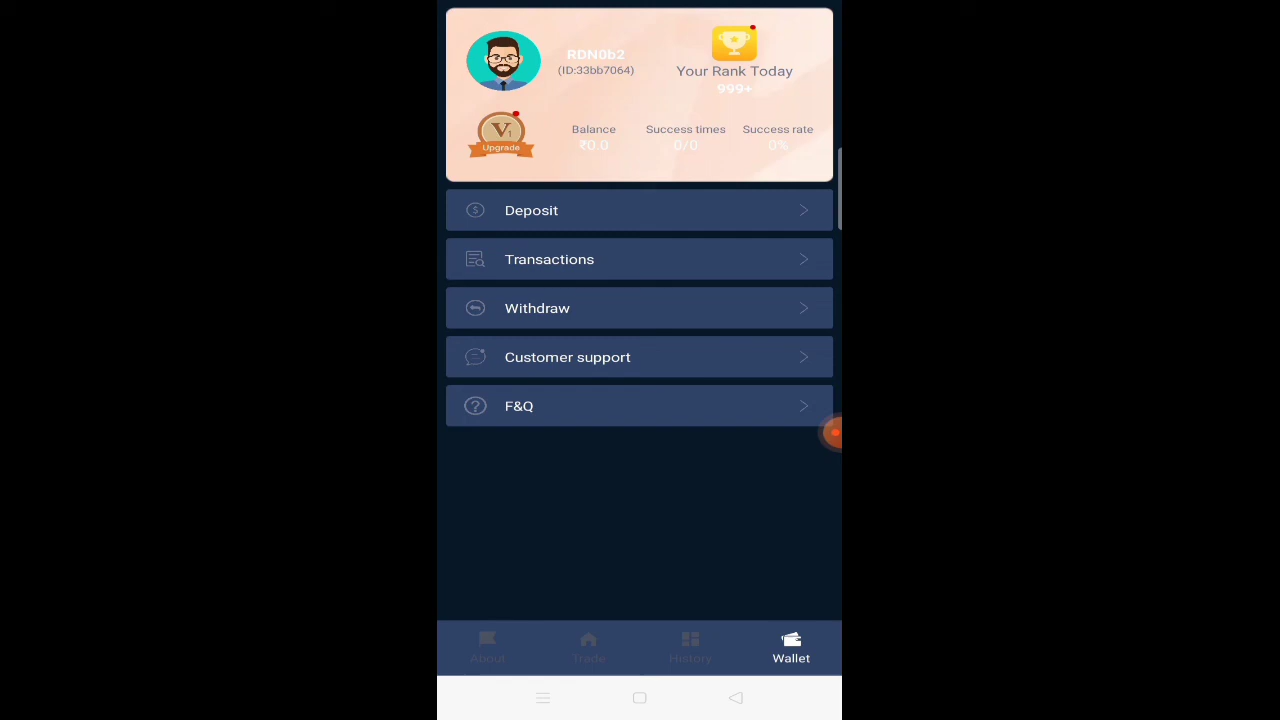 RDN0b2
(ID:33bb7064)
Your Rank Today
999+
V1
Upgrade
Balance
Success times
Success rate
₹0.0
0/0
0%
Deposit
Transactions
Withdraw
Customer support
F&Q
About
Trade
History
Wallet